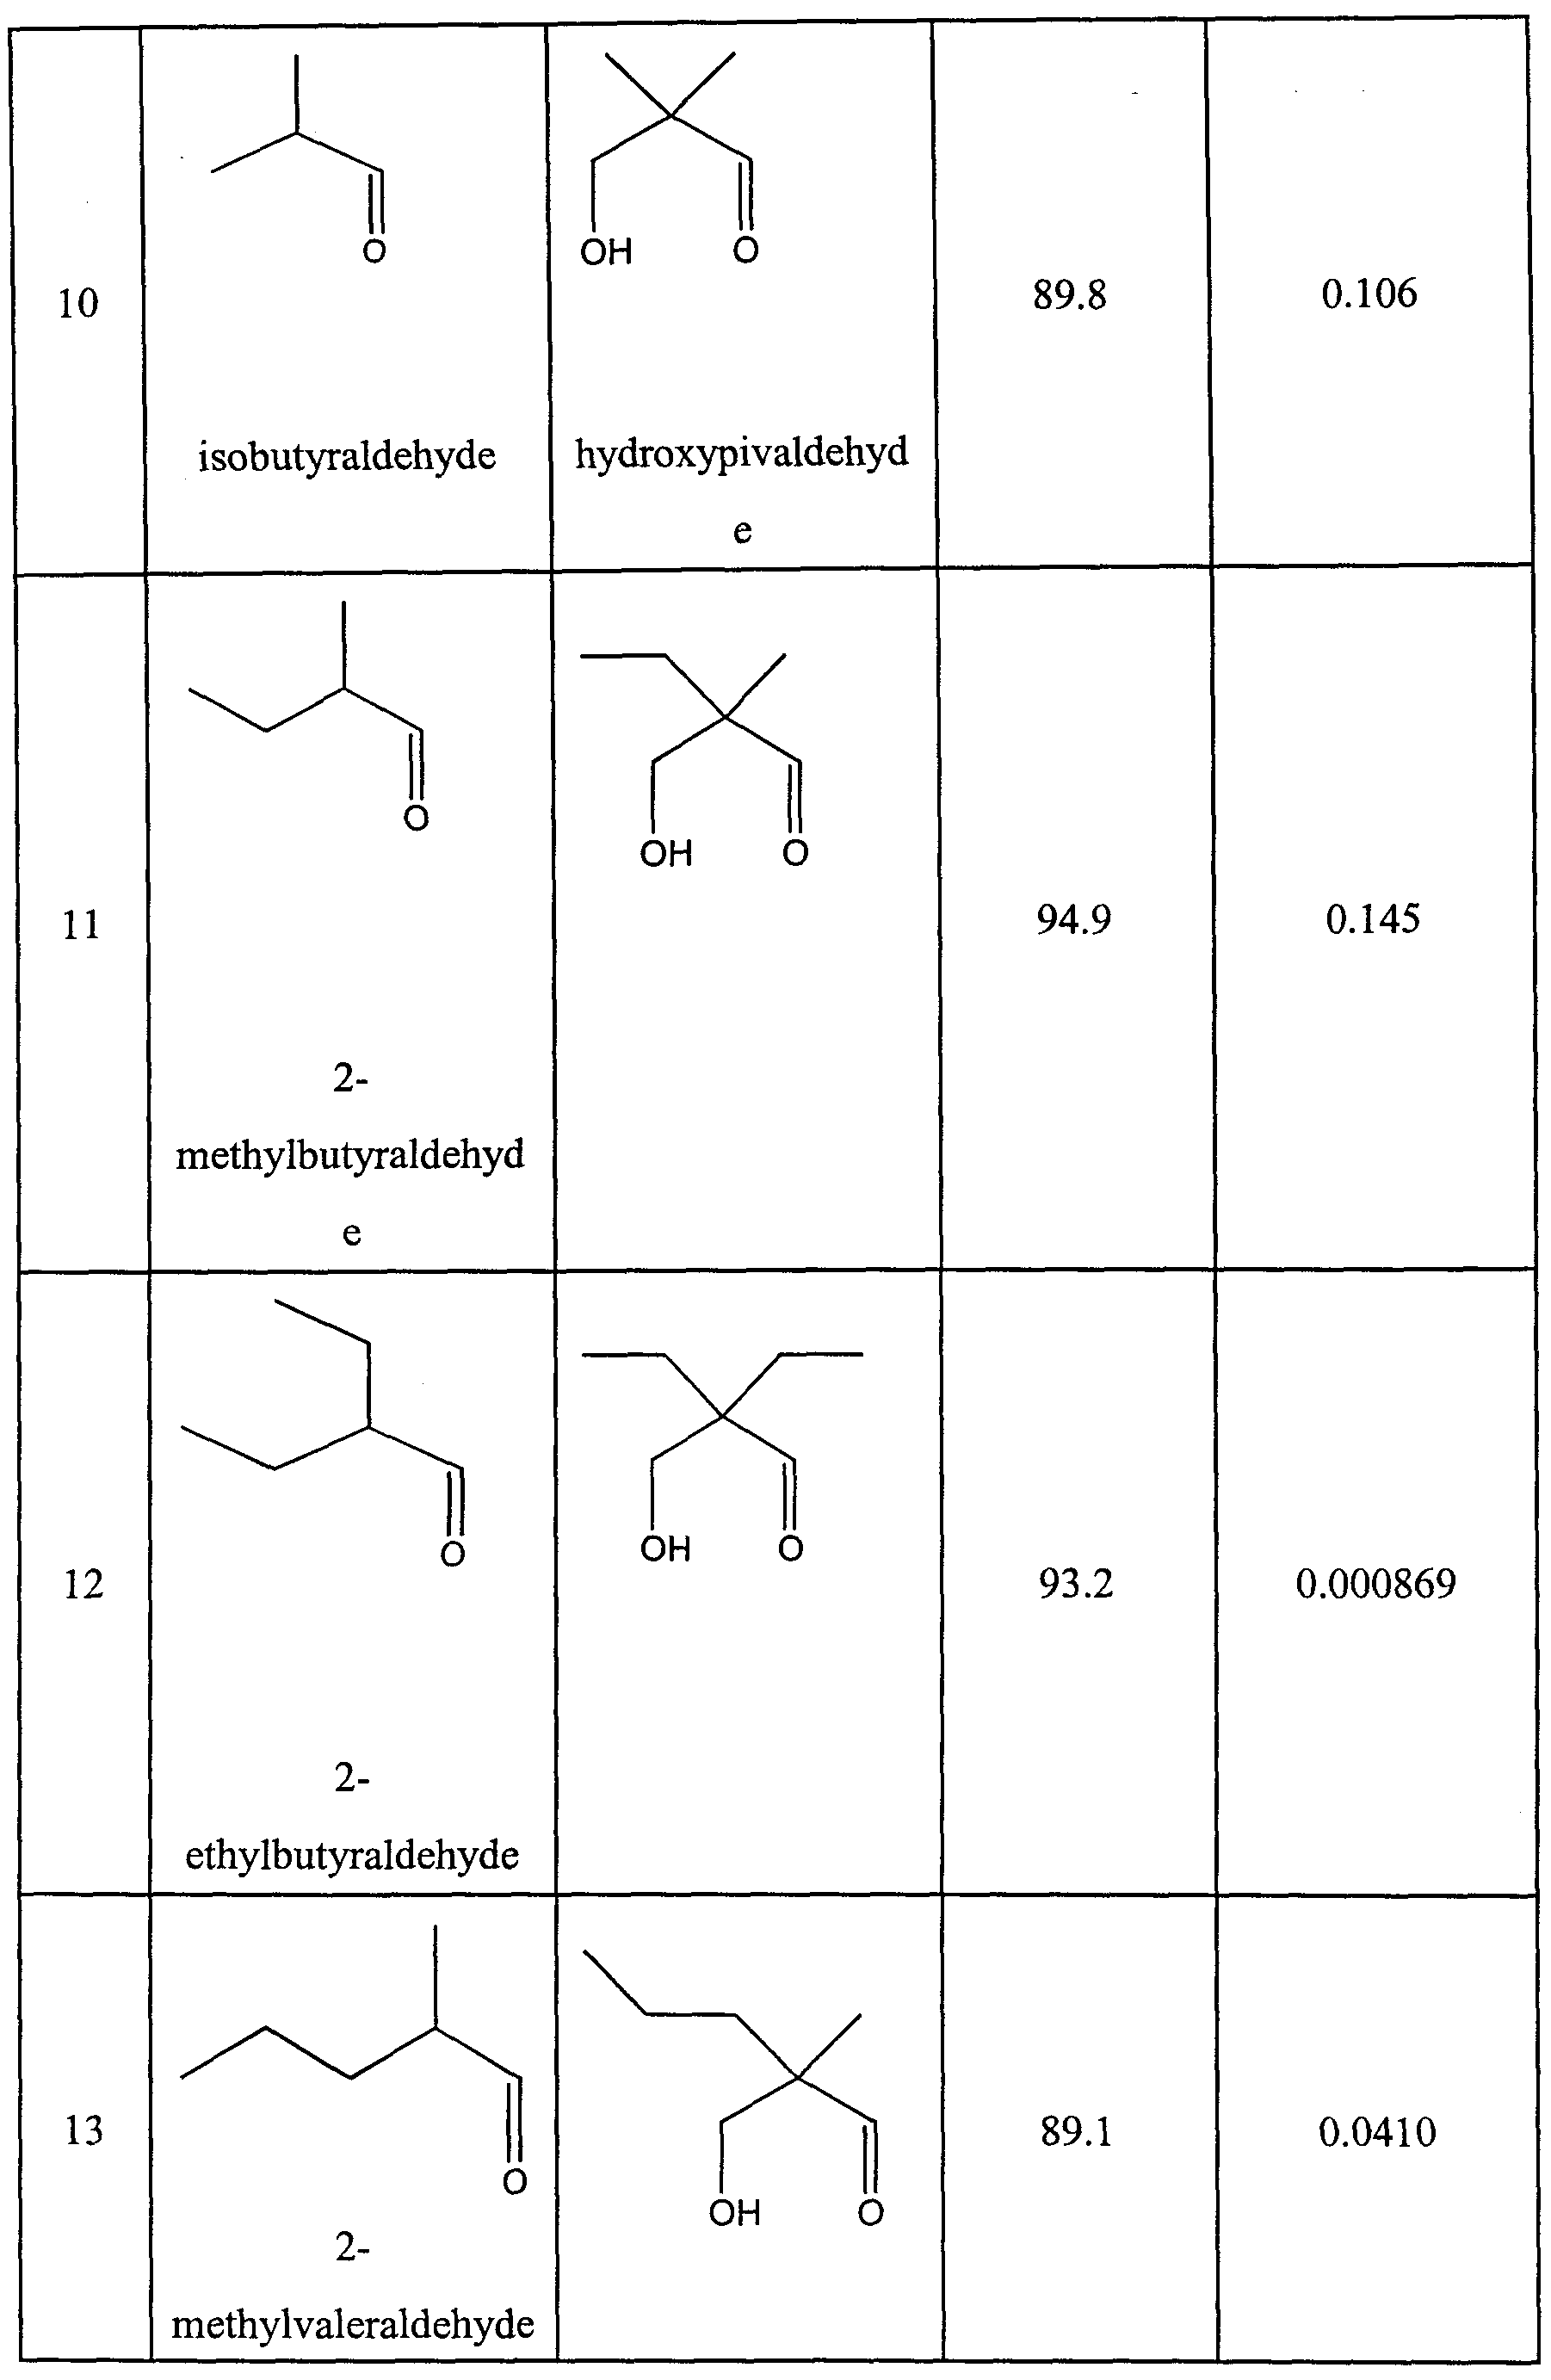 OH
O
O
10
89.8
0.106
isobutyraldehyde
hydroxypivaldehyd
e
O
OH
O
11
94.9
0.145
2-
methylbutyraldehyd
e
O
OH
O
12
93.2
0.000869
2-
ethylbutyraldehyde
O
OH
O
13
89.1
0.0410
2-
methylvaleraldehyde